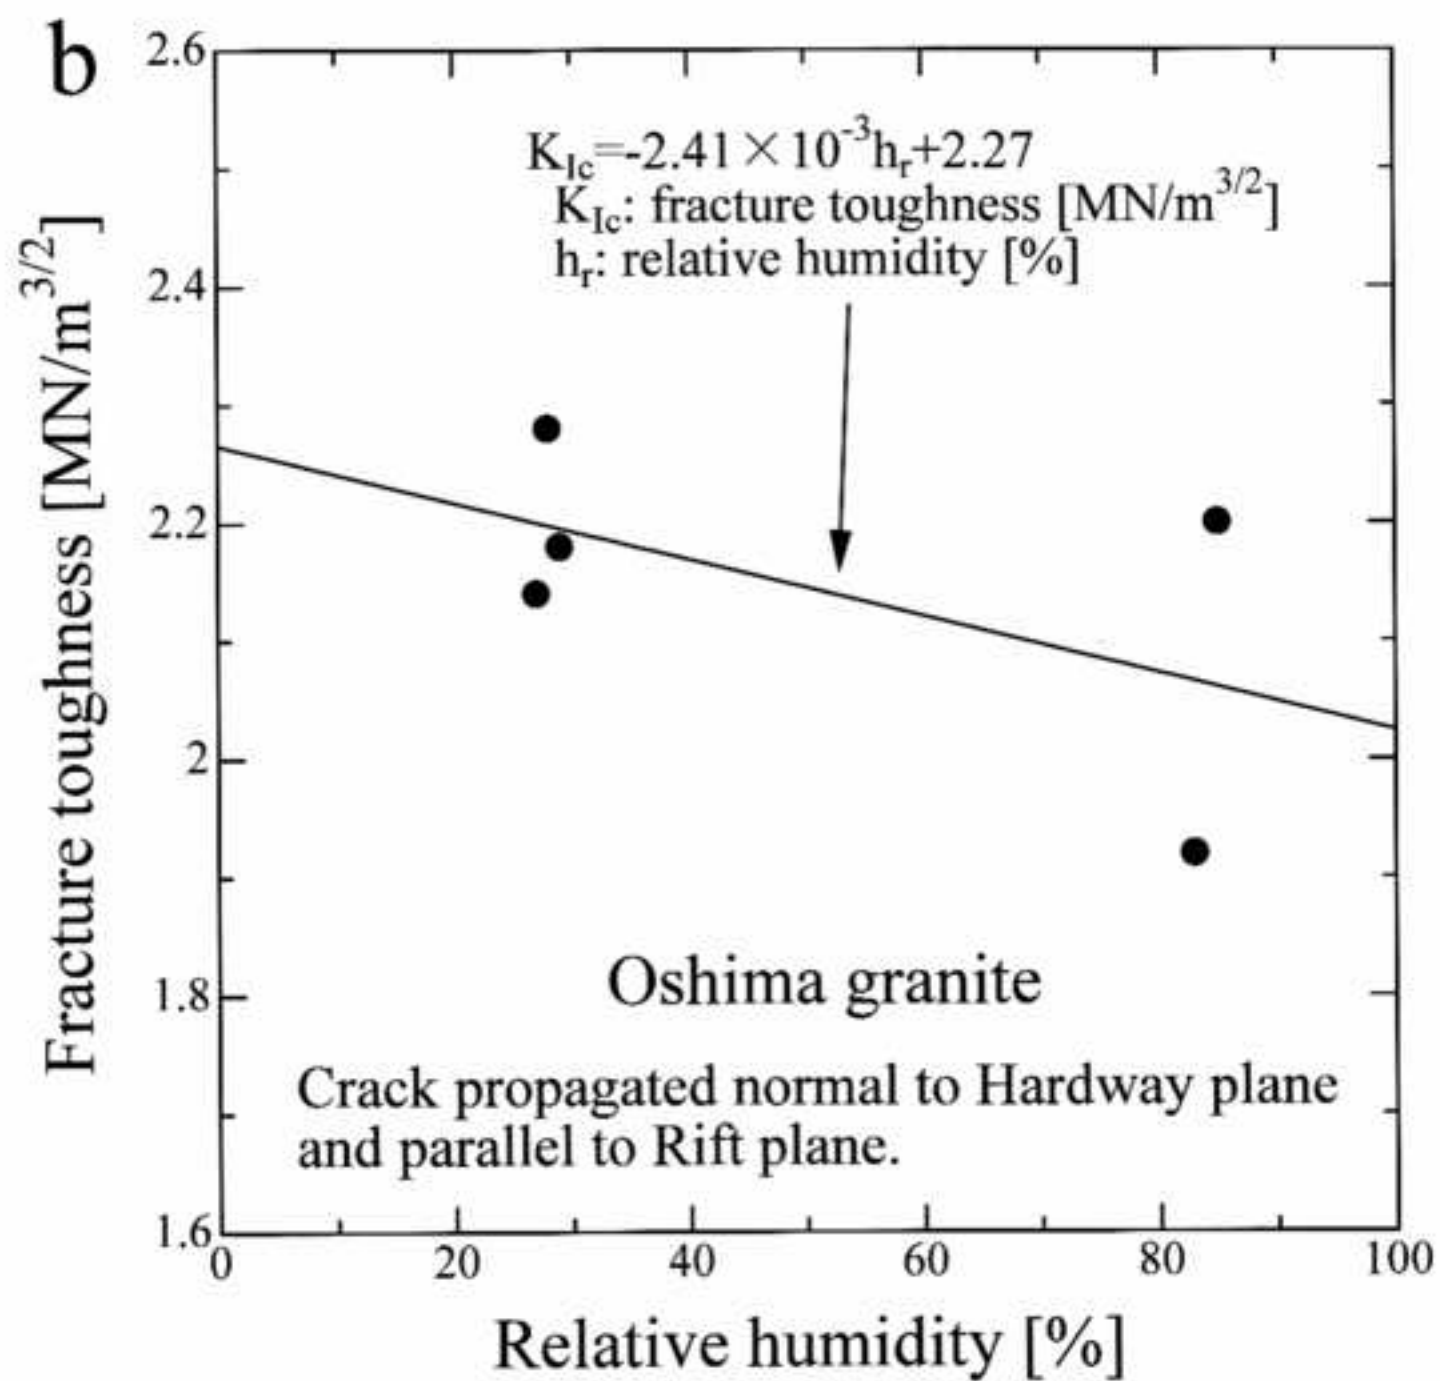 b
2.6
K_Ic=-2.41×10^-3h_r+2.27
K_Ic: fracture toughness [MN/m^3/2]
h_r: relative humidity [%]
2.4
2.2
2
1.8
1.6
Fracture toughness [MN/m^3/2]
Oshima granite
Crack propagated normal to Hardway plane
and parallel to Rift plane.
0 20 40 60 80 100
Relative humidity [%]